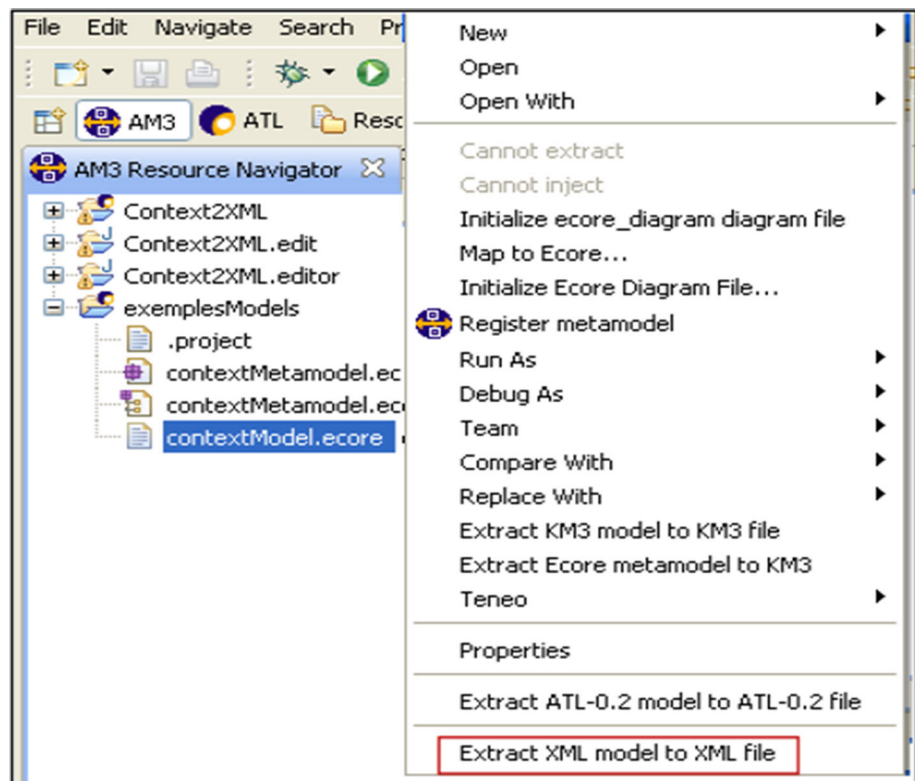 File Edit Navigate Search Pr
AM3 ATL Resc
AM3 Resource Navigator
Context2XML
Context2XML.edit
Context2XML.editor
exemplesModels
.project
contextMetamodel.ec
contextMetamodel.eco
contextModel.ecore
New
Open
Open With
Cannot extract
Cannot inject
Initialize ecore_diagram diagram file
Map to Ecore...
Initialize Ecore Diagram File...
Register metamodel
Run As
Debug As
Team
Compare With
Replace With
Extract KM3 model to KM3 file
Extract Ecore metamodel to KM3
Teneo
Properties
Extract ATL-0.2 model to ATL-0.2 file
Extract XML model to XML file